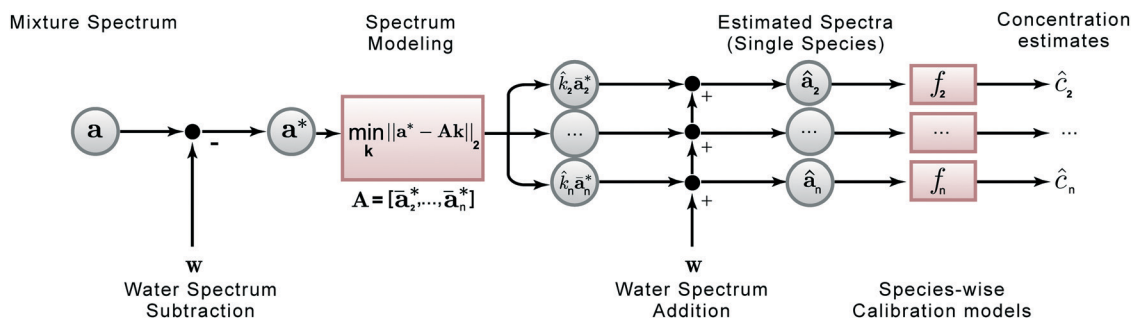 Mixture Spectrum
Spectrum
Modeling
Estimated Spectra
(Single Species)
Concentration
estimates
a
-
a*
min ||a* − Ak||₂
k
A = [ā₂*,...,āₙ*]
k̂₂ā₂*
+
â₂
f₂
ĉ₂
...
+
...
...
...
k̂ₙāₙ*
+
âₙ
fₙ
ĉₙ
w
Water Spectrum
Subtraction
w
Water Spectrum
Addition
Species-wise
Calibration models